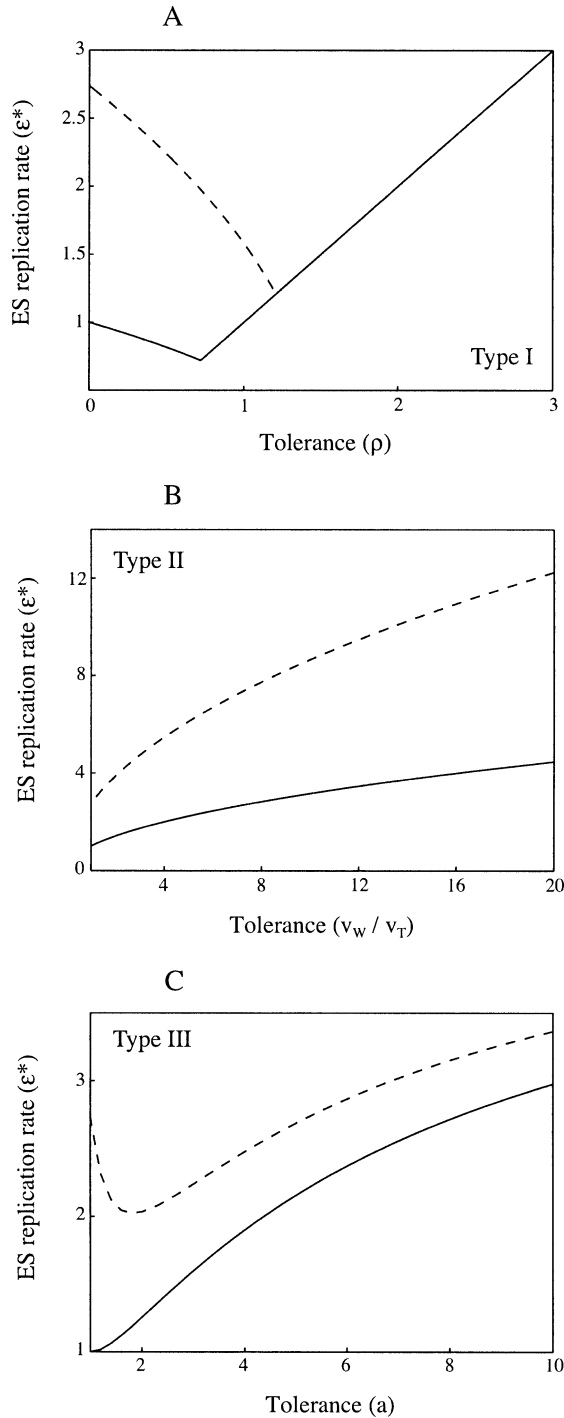 A
3
2.5
2
1.5
1
ES replication rate (ε*)
Type I
0 1 2 3
Tolerance (ρ)
B
Type II
12
8
4
0
ES replication rate (ε*)
4 8 12 16 20
Tolerance (vW / vT)
C
Type III
3
2
1
ES replication rate (ε*)
2 4 6 8 10
Tolerance (a)